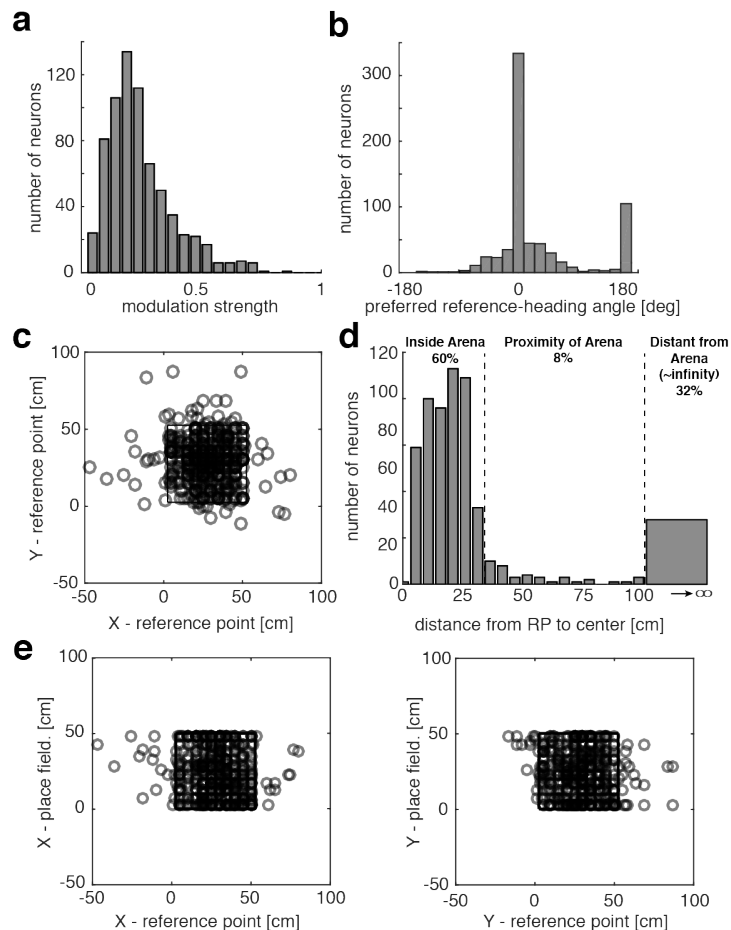 a
number of neurons
120
80
40
0
0
0.5
1
modulation strength
b
number of neurons
300
200
100
0
-180
0
180
preferred reference-heading angle [deg]
c
Y - reference point [cm]
100
50
0
-50
-50
0
50
100
X - reference point [cm]
d
Inside Arena
60%
Proximity of Arena
8%
Distant from
Arena
(~infinity)
32%
number of neurons
120
100
80
60
40
20
0
0
25
50
75
100
→∞
distance from RP to center [cm]
e
X - place field. [cm]
100
50
0
-50
-50
0
50
100
X - reference point [cm]
Y - place field. [cm]
100
50
0
-50
-50
0
50
100
Y - reference point [cm]